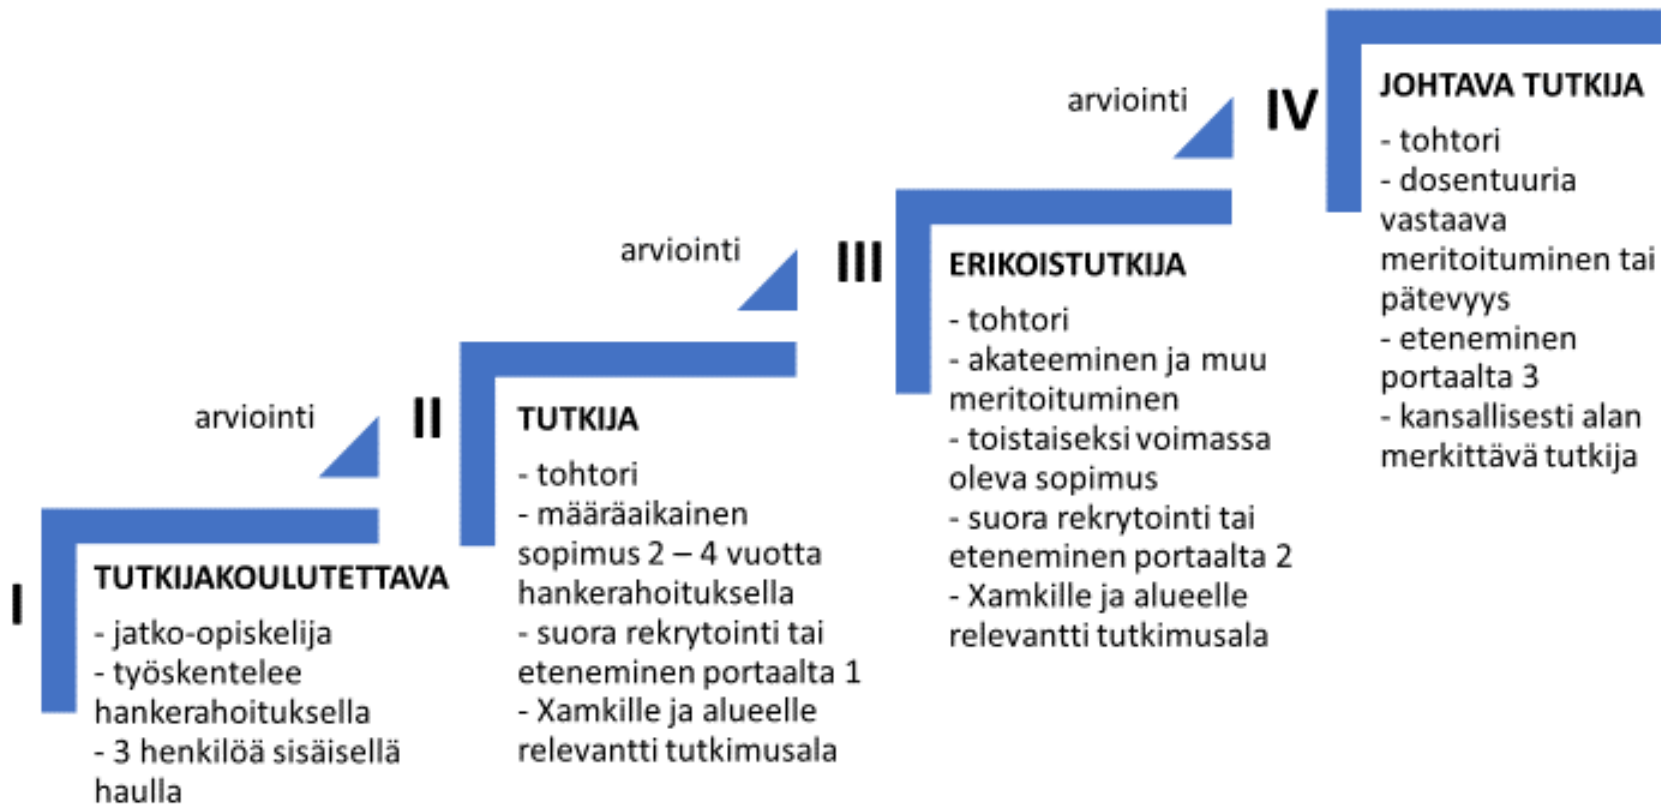 I
TUTKIJAKOULUTETTAVA
- jatko-opiskelija
- työskentelee
hankerahoituksella
- 3 henkilöä sisäisellä
haulla
arviointi
II
TUTKIJA
- tohtori
- määräaikainen
sopimus 2 – 4 vuotta
hankerahoituksella
- suora rekrytointi tai
eteneminen portaalta 1
- Xamkille ja alueelle
relevantti tutkimusala
arviointi
III
ERIKOISTUTKIJA
- tohtori
- akateeminen ja muu
meritoituminen
- toistaiseksi voimassa
oleva sopimus
- suora rekrytointi tai
eteneminen portaalta 2
- Xamkille ja alueelle
relevantti tutkimusala
arviointi
IV
JOHTAVA TUTKIJA
- tohtori
- dosentuuria
vastaava
meritoituminen tai
pätevyys
- eteneminen
portaalta 3
- kansallisesti alan
merkittävä tutkija